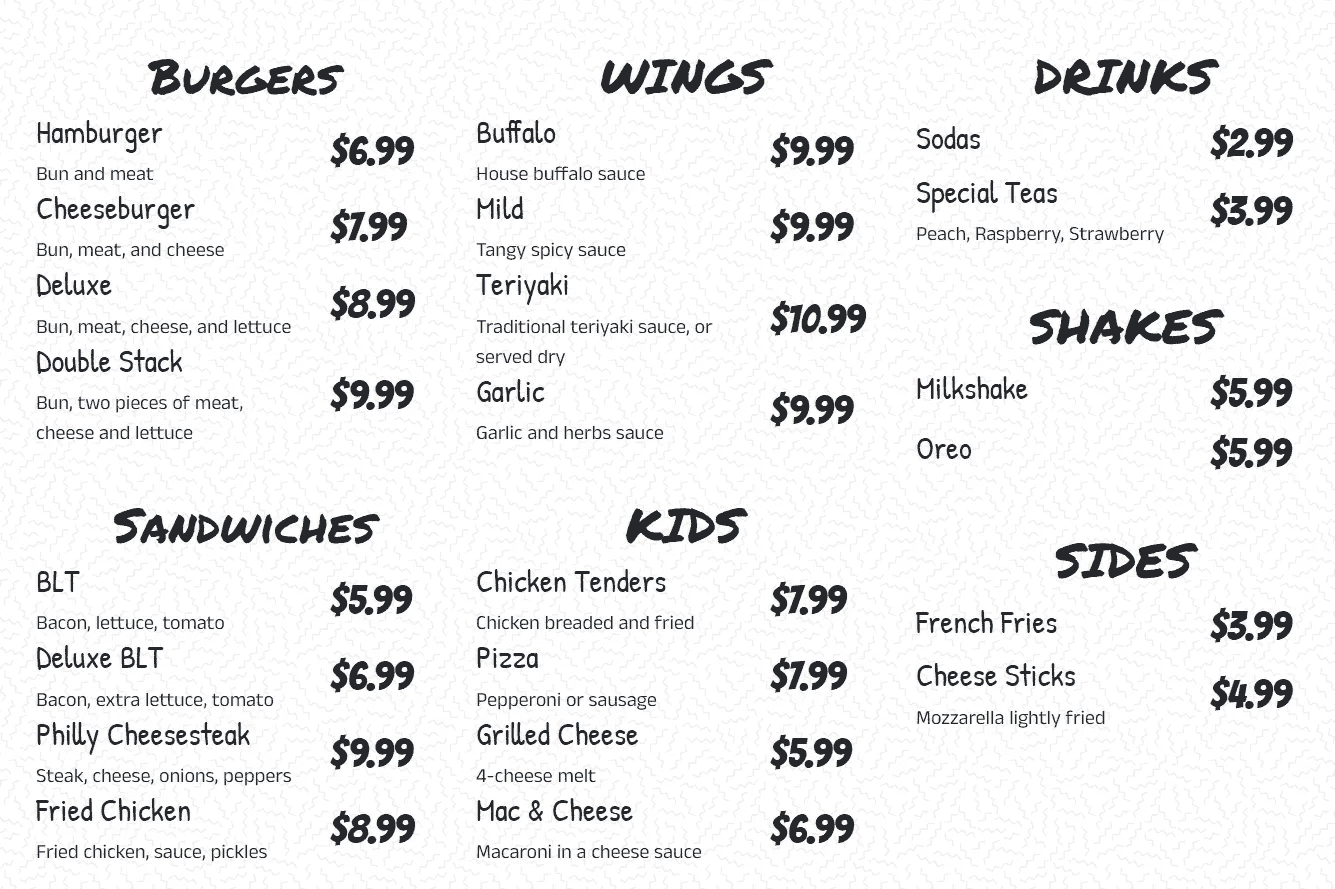 BURGERS
Hamburger
$6.99
Bun and meat
Cheeseburger
$7.99
Bun, meat, and cheese
Deluxe
$8.99
Bun, meat, cheese, and lettuce
Double Stack
$9.99
Bun, two pieces of meat,
cheese and lettuce
SANDWICHES
BLT
$5.99
Bacon, lettuce, tomato
Deluxe BLT
$6.99
Bacon, extra lettuce, tomato
Philly Cheesesteak
$9.99
Steak, cheese, onions, peppers
Fried Chicken
$8.99
Fried chicken, sauce, pickles
WINGS
Buffalo
$9.99
House buffalo sauce
Mild
$9.99
Tangy spicy sauce
Teriyaki
$10.99
Traditional teriyaki sauce, or
served dry
Garlic
$9.99
Garlic and herbs sauce
KIDS
Chicken Tenders
$7.99
Chicken breaded and fried
Pizza
$7.99
Pepperoni or sausage
Grilled Cheese
$5.99
4-cheese melt
Mac & Cheese
$6.99
Macaroni in a cheese sauce
DRINKS
Sodas
$2.99
Special Teas
$3.99
Peach, Raspberry, Strawberry
SHAKES
Milkshake
$5.99
Oreo
$5.99
SIDES
French Fries
$3.99
Cheese Sticks
$4.99
Mozzarella lightly fried